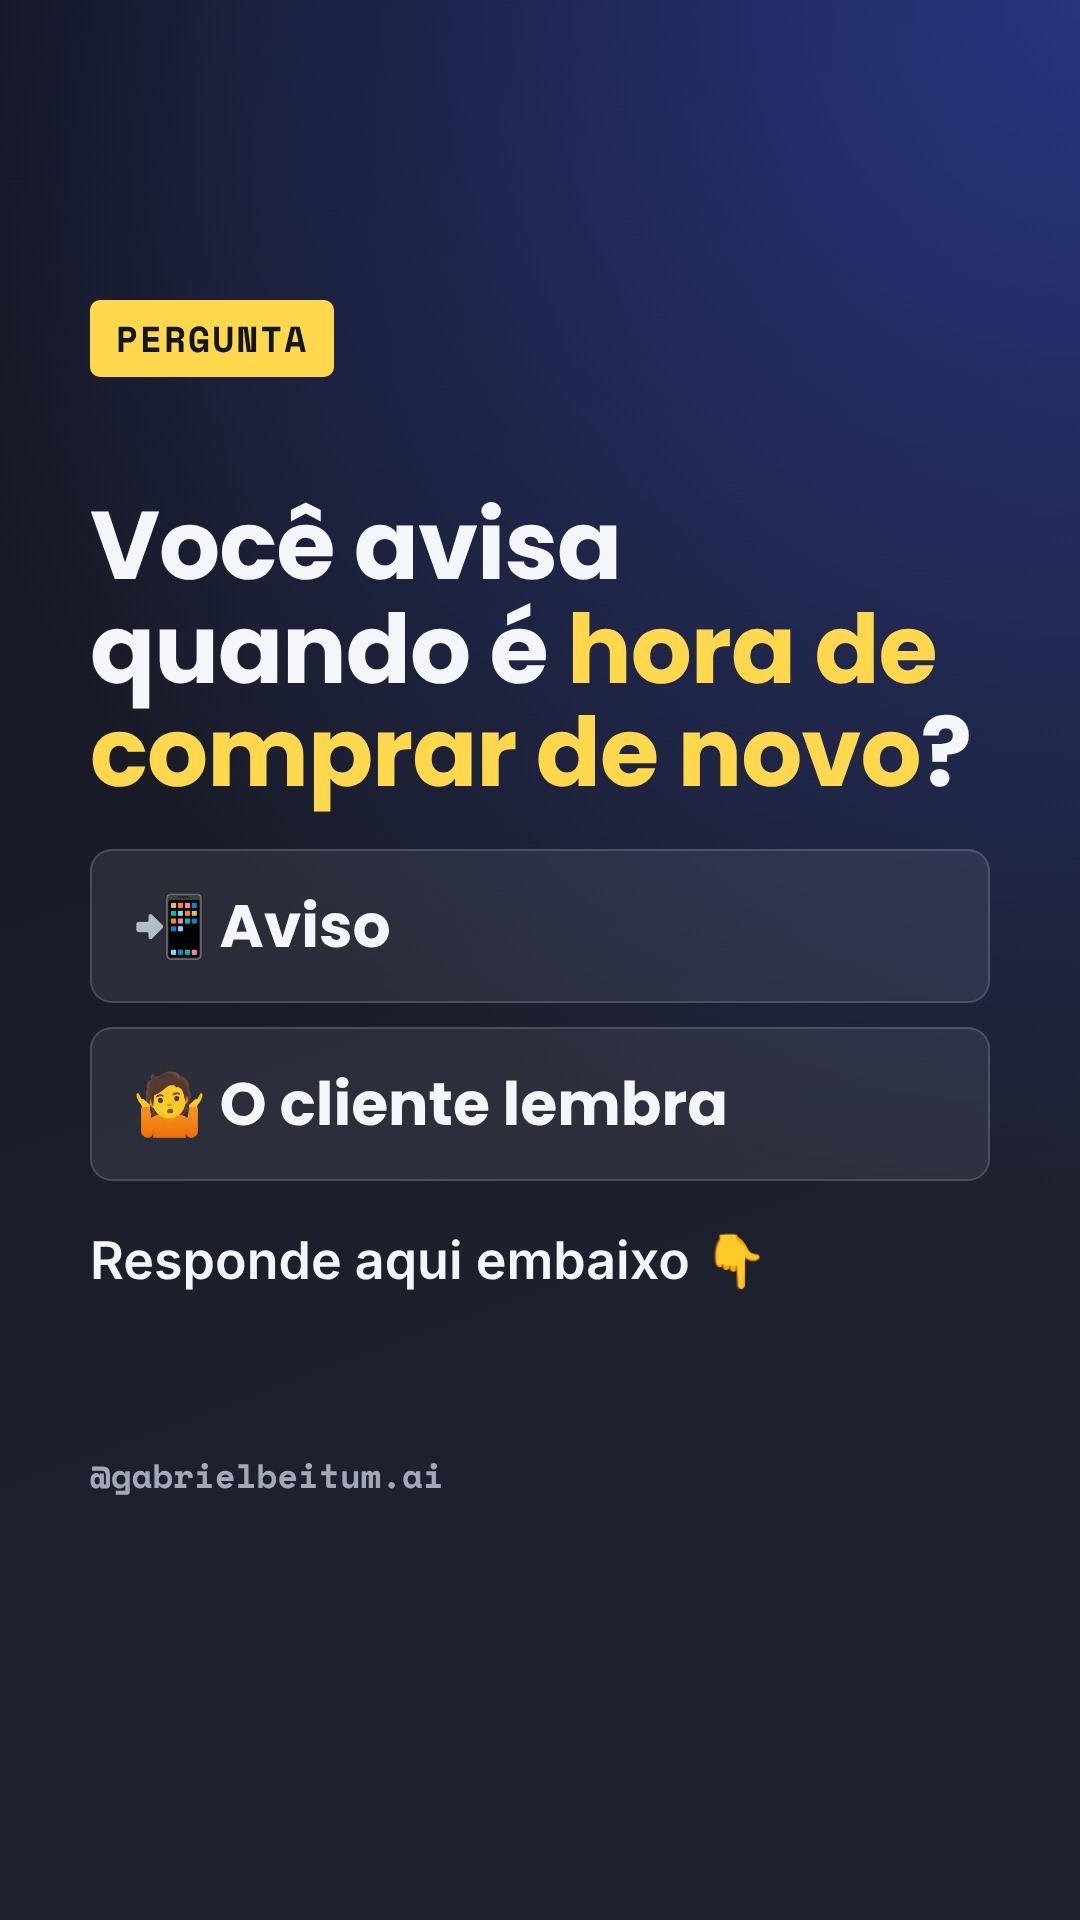 PERGUNTA
Você avisa
quando é hora de
comprar de novo?
📲 Aviso
🤷 O cliente lembra
Responde aqui embaixo 👇
@gabrielbeitum.ai